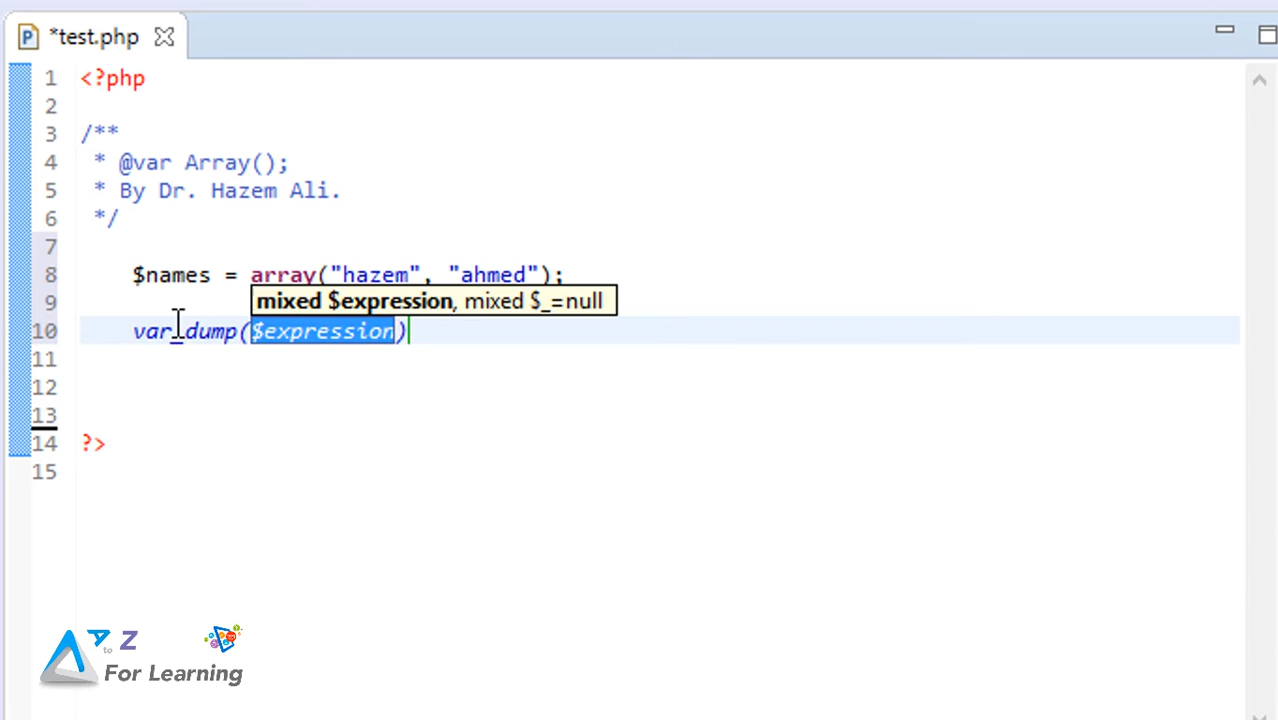 *test.php
1 <?php
2
3 /**
4 * @var Array();
5 * By Dr. Hazem Ali.
6 */
7
8 $names = array("hazem", "ahmed");
mixed $expression, mixed $_=null
9
10 var_dump($expression)
11
12
13
14 ?>
15
A to Z
For Learning